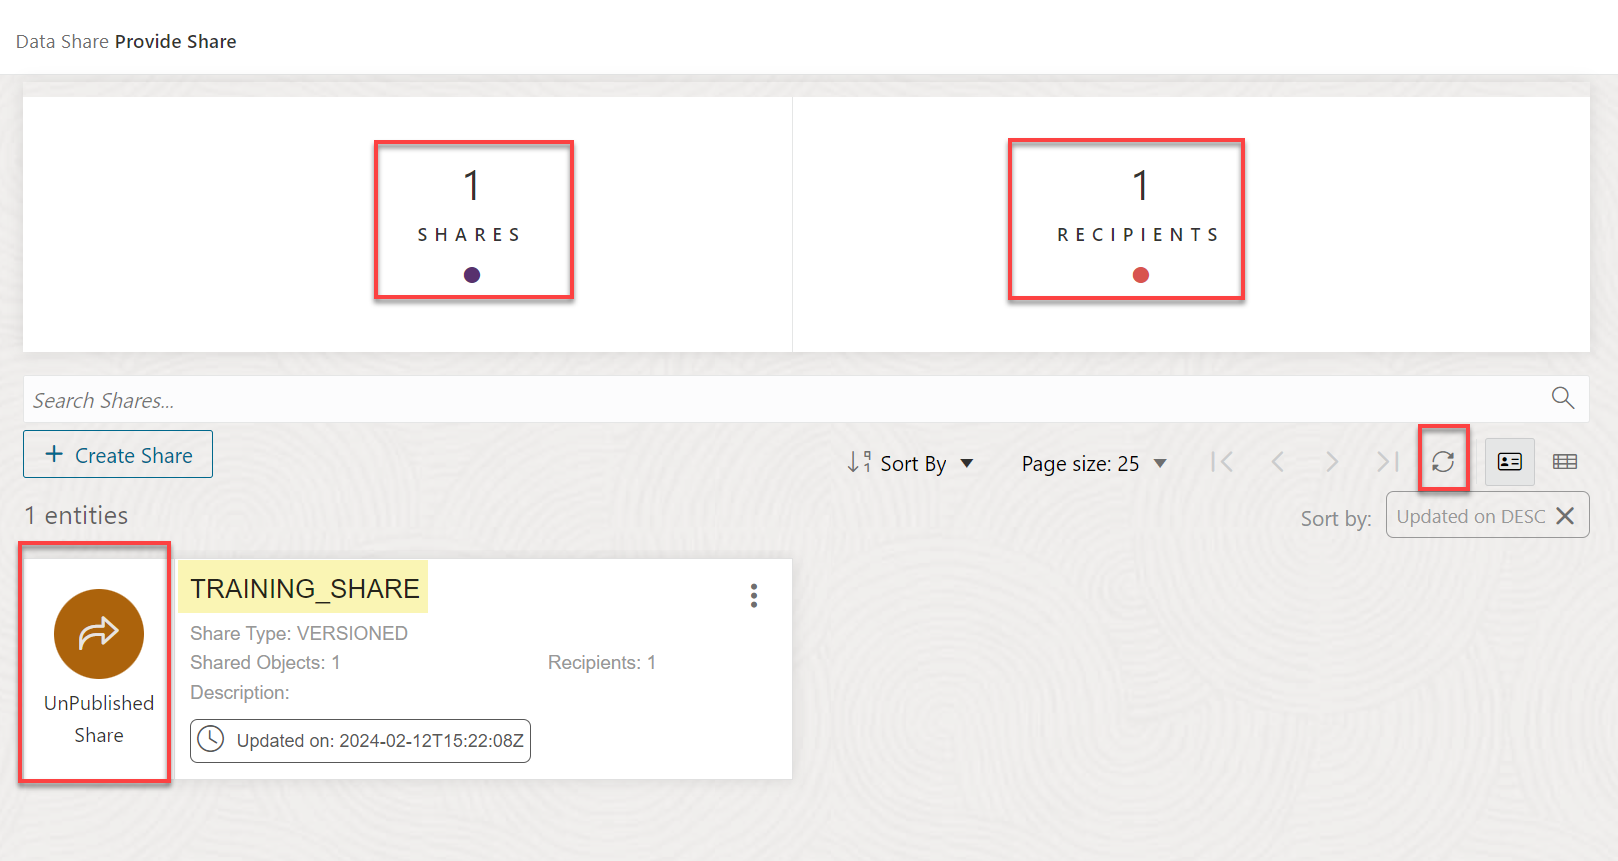 Data Share Provide Share
1
SHARES
1
RECIPIENTS
Search Shares...
+ Create Share
Sort By
Page size: 25
1 entities
Sort by: Updated on DESC
UnPublished
Share
TRAINING_SHARE
Share Type: VERSIONED
Shared Objects: 1
Recipients: 1
Description:
Updated on: 2024-02-12T15:22:08Z